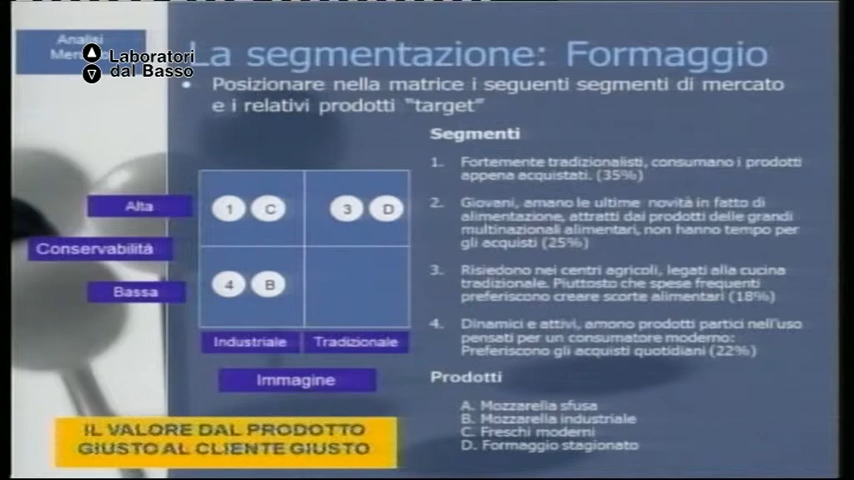 Analisi
Laboratori
dal Basso
La segmentazione: Formaggio
• Posizionare nella matrice i seguenti segmenti di mercato
e i relativi prodotti "target"
Segmenti
1. Fortemente tradizionalisti, consumano i prodotti
appena acquistati. (35%)
2. Giovani, amano le ultime novità in fatto di
alimentazione, attratti dai prodotti delle grandi
multinazionali alimentari, non hanno tempo per
gli acquisti (25%)
3. Risiedono nei centri agricoli, legati alla cucina
tradizionale. Piuttosto che spese frequenti
preferiscono creare scorte alimentari (18%)
4. Dinamici e attivi, amono prodotti partici nell'uso
pensati per un consumatore moderno:
Preferiscono gli acquisti quotidiani (22%)
Prodotti
A. Mozzarella sfusa
B. Mozzarella industriale
C. Freschi moderni
D. Formaggio stagionato
Alta
1 C 3 D
Conservabilità
Bassa
4 B
Industriale Tradizionale
Immagine
IL VALORE DAL PRODOTTO
GIUSTO AL CLIENTE GIUSTO